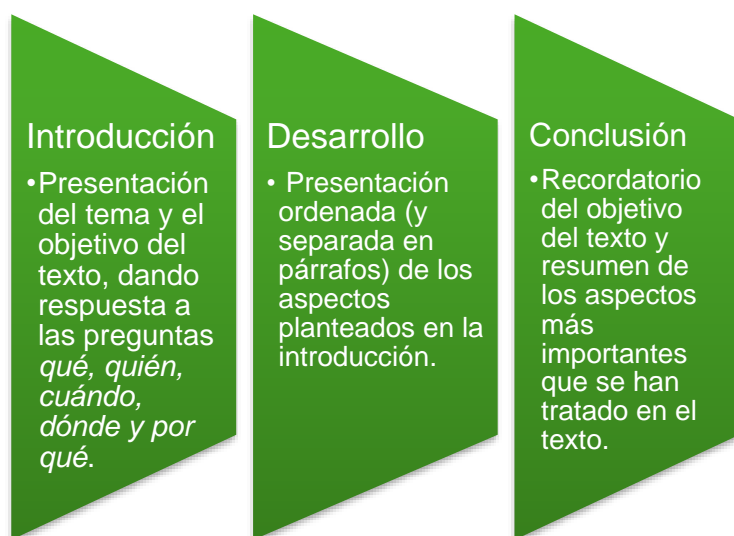 Introducción
•Presentación
del tema y el
objetivo del
texto, dando
respuesta a
las preguntas
qué, quién,
cuándo,
dónde y por
qué.
Desarrollo
• Presentación
ordenada (y
separada en
párrafos) de los
aspectos
planteados en la
introducción.
Conclusión
•Recordatorio
del objetivo
del texto y
resumen de
los aspectos
más
importantes
que se han
tratado en el
texto.